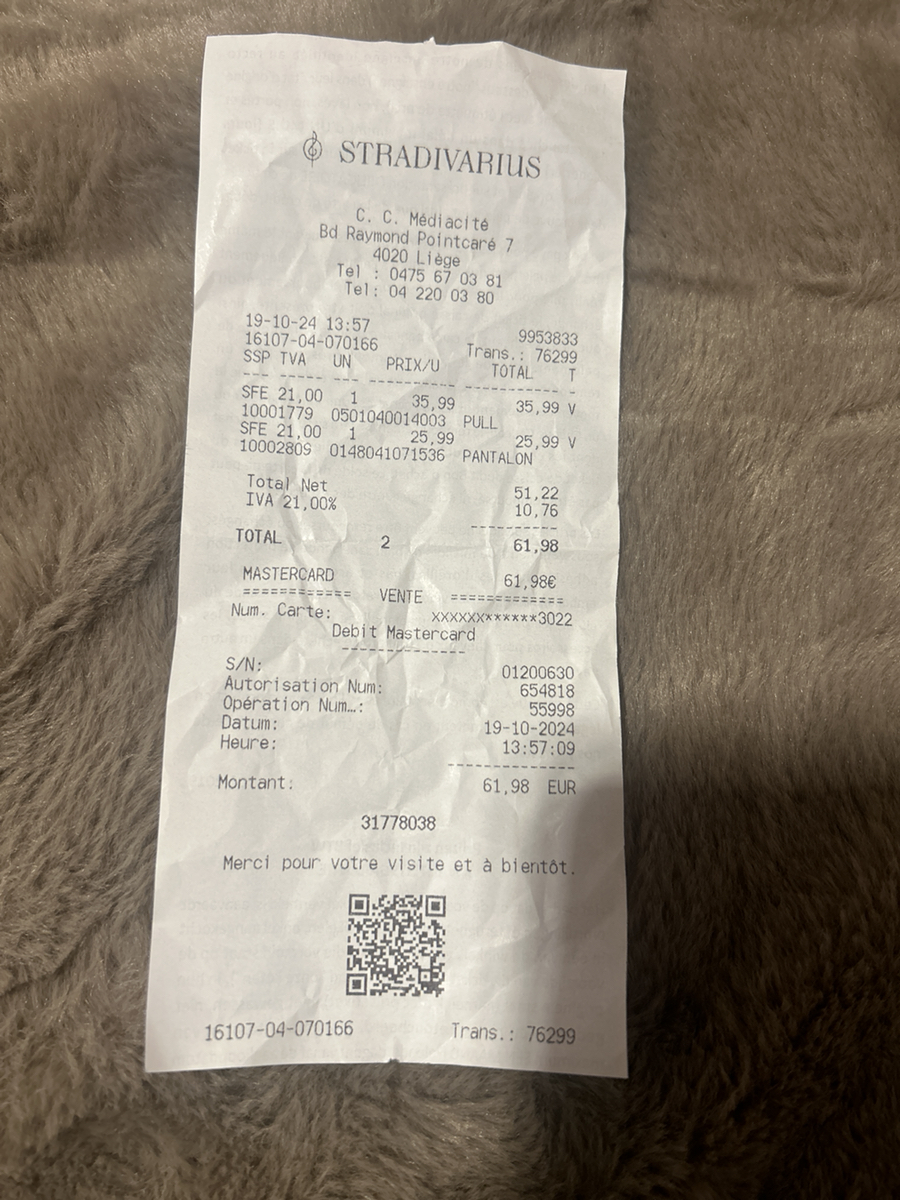 STRADIVARIUS
C. C. Médiacité
Bd Raymond Pointcaré 7
4020 Liège
Tel : 0475 67 03 81
Tel: 04 220 03 80
19-10-24 13:57 9953833
16107-04-070166 Trans.: 76299
SSP TVA UN PRIX/U TOTAL T
--- ----- --- ---------- ------------ -
SFE 21,00 1 35,99 35,99 V
10001779 0501040014003 PULL
SFE 21,00 1 25,99 25,99 V
10002809 0148041071536 PANTALON
Total Net 51,22
IVA 21,00% 10,76
----------
TOTAL 2 61,98
MASTERCARD 61,98€
============ VENTE =============
Num. Carte: XXXXXX******3022
Debit Mastercard
--------------
S/N: 01200630
Autorisation Num: 654818
Opération Num…: 55998
Datum: 19-10-2024
Heure: 13:57:09
--------------
Montant: 61,98 EUR
31778038
Merci pour votre visite et à bientôt.
16107-04-070166 Trans.: 76299